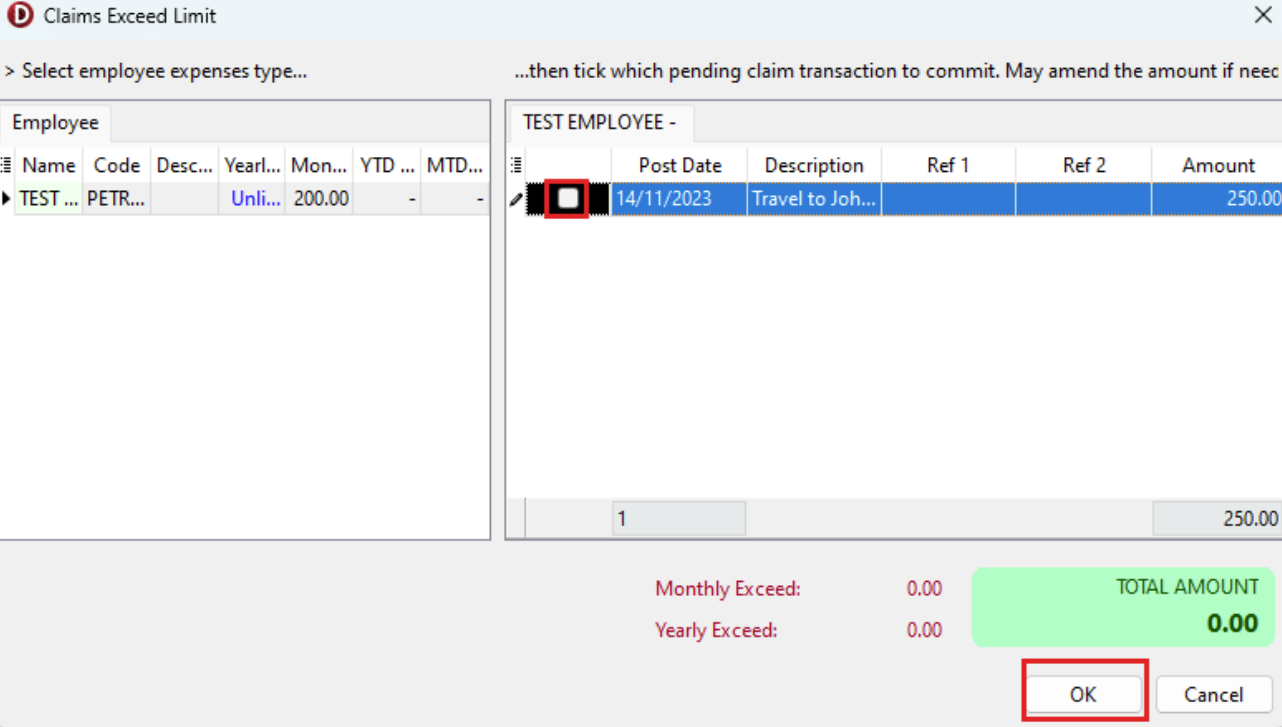 Claims Exceed Limit
> Select employee expenses type...
...then tick which pending claim transaction to commit. May amend the amount if need
Employee
Name Code Desc... Yearl... Mon... YTD ... MTD...
TEST ... PETR... Unli... 200.00 - -
TEST EMPLOYEE -
Post Date Description Ref 1 Ref 2 Amount
14/11/2023 Travel to Joh... 250.00
1 250.00
Monthly Exceed: 0.00
Yearly Exceed: 0.00
TOTAL AMOUNT
0.00
OK Cancel